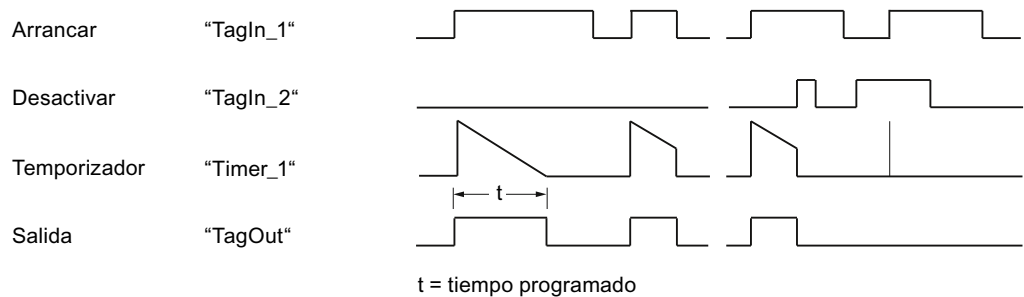 Arrancar “TagIn_1“
Desactivar “TagIn_2“
Temporizador “Timer_1“
t
Salida “TagOut“
t = tiempo programado